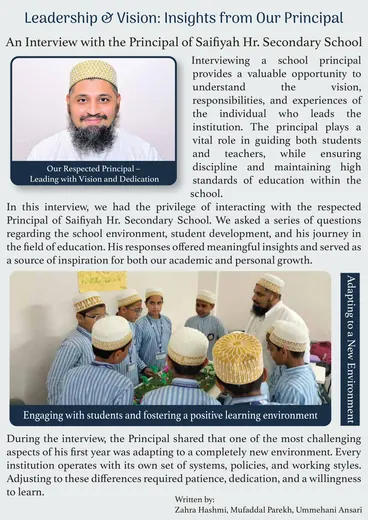 Leadership & Vision: Insights from Our Principal
An Interview with the Principal of Saifiyah Hr. Secondary School
Interviewing a school principal
provides a valuable opportunity to
understand the vision,
responsibilities, and experiences of
the individual who leads the
institution. The principal plays a
vital role in guiding both students
and teachers, while ensuring
discipline and maintaining high
standards of education within the
school.
Our Respected Principal –
Leading with Vision and Dedication
In this interview, we had the privilege of interacting with the respected
Principal of Saifiyah Hr. Secondary School. We asked a series of questions
regarding the school environment, student development, and his journey in
the field of education. His responses offered meaningful insights and served as
a source of inspiration for both our academic and personal growth.
Adapting to a New Environment
Engaging with students and fostering a positive learning environment
During the interview, the Principal shared that one of the most challenging
aspects of his first year was adapting to a completely new environment. Every
institution operates with its own set of systems, policies, and working styles.
Adjusting to these differences required patience, dedication, and a willingness
to learn.
Written by:
Zahra Hashmi, Mufaddal Parekh, Ummehani Ansari